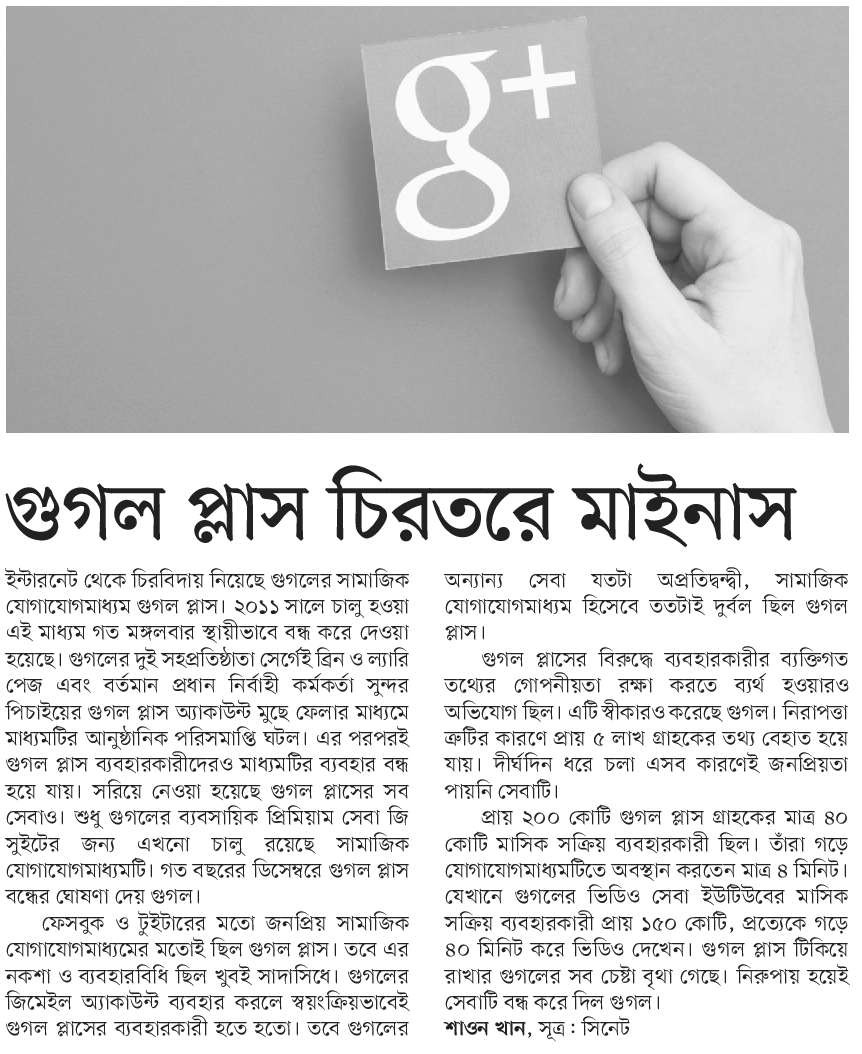 g+
গুগল প্লাস চিরতরে মাইনাস
ইন্টারনেট থেকে চিরবিদায় নিয়েছে গুগলের সামাজিক
যোগাযোগমাধ্যম গুগল প্লাস। ২০১১ সালে চালু হওয়া
এই মাধ্যম গত মঙ্গলবার স্থায়ীভাবে বন্ধ করে দেওয়া
হয়েছে। গুগলের দুই সহপ্রতিষ্ঠাতা সের্গেই ব্রিন ও ল্যারি
পেজ এবং বর্তমান প্রধান নির্বাহী কর্মকর্তা সুন্দর
পিচাইয়ের গুগল প্লাস অ্যাকাউন্ট মুছে ফেলার মাধ্যমে
মাধ্যমটির আনুষ্ঠানিক পরিসমাপ্তি ঘটল। এর পরপরই
গুগল প্লাস ব্যবহারকারীদেরও মাধ্যমটির ব্যবহার বন্ধ
হয়ে যায়। সরিয়ে নেওয়া হয়েছে গুগল প্লাসের সব
সেবাও। শুধু গুগলের ব্যবসায়িক প্রিমিয়াম সেবা জি
সুইটের জন্য এখনো চালু রয়েছে সামাজিক
যোগাযোগমাধ্যমটি। গত বছরের ডিসেম্বরে গুগল প্লাস
বন্ধের ঘোষণা দেয় গুগল।
ফেসবুক ও টুইটারের মতো জনপ্রিয় সামাজিক
যোগাযোগমাধ্যমের মতোই ছিল গুগল প্লাস। তবে এর
নকশা ও ব্যবহারবিধি ছিল খুবই সাদাসিধে। গুগলের
জিমেইল অ্যাকাউন্ট ব্যবহার করলে স্বয়ংক্রিয়ভাবেই
গুগল প্লাসের ব্যবহারকারী হতে হতো। তবে গুগলের
অন্যান্য সেবা যতটা অপ্রতিদ্বন্দ্বী, সামাজিক
যোগাযোগমাধ্যম হিসেবে ততটাই দুর্বল ছিল গুগল
প্লাস।
গুগল প্লাসের বিরুদ্ধে ব্যবহারকারীর ব্যক্তিগত
তথ্যের গোপনীয়তা রক্ষা করতে ব্যর্থ হওয়ারও
অভিযোগ ছিল। এটি স্বীকারও করেছে গুগল। নিরাপত্তা
ত্রুটির কারণে প্রায় ৫ লাখ গ্রাহকের তথ্য বেহাত হয়ে
যায়। দীর্ঘদিন ধরে চলা এসব কারণেই জনপ্রিয়তা
পায়নি সেবাটি।
প্রায় ২০০ কোটি গুগল প্লাস গ্রাহকের মাত্র ৪০
কোটি মাসিক সক্রিয় ব্যবহারকারী ছিল। তাঁরা গড়ে
যোগাযোগমাধ্যমটিতে অবস্থান করতেন মাত্র ৪ মিনিট।
যেখানে গুগলের ভিডিও সেবা ইউটিউবের মাসিক
সক্রিয় ব্যবহারকারী প্রায় ১৫০ কোটি, প্রত্যেকে গড়ে
৪০ মিনিট করে ভিডিও দেখেন। গুগল প্লাস টিকিয়ে
রাখার গুগলের সব চেষ্টা বৃথা গেছে। নিরুপায় হয়েই
সেবাটি বন্ধ করে দিল গুগল।
শাওন খান, সূত্র : সিনেট